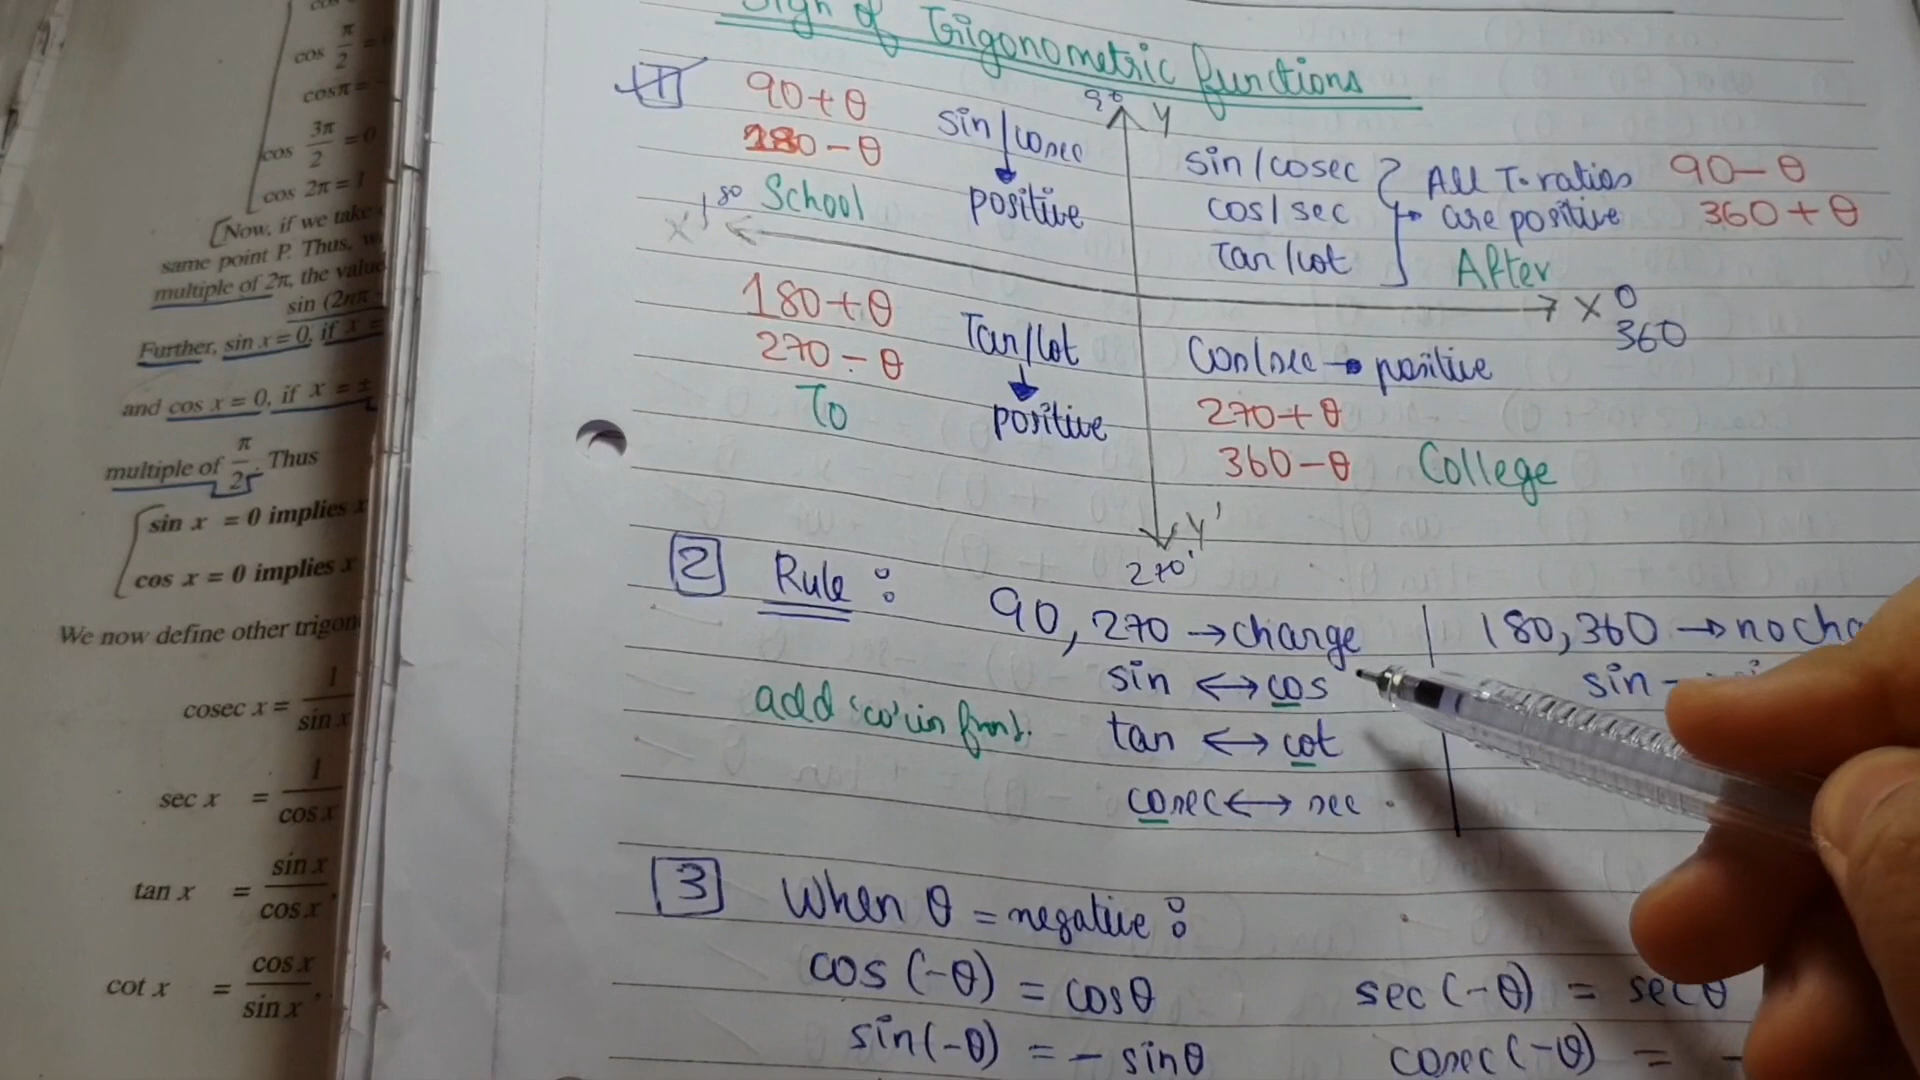 cos π/2 =
cosπ =
cos 3π/2 = 0
cos 2π = 1
[Now, if we take
same point P. Thus,
multiple of 2π, the value
sin (2nπ
Further, sin x = 0, if x =
and cos x = 0, if x = ±
multiple of π/2. Thus
sin x = 0 implies x
cos x = 0 implies x
We now define other trigon
cosec x = 1/sin x
sec x = 1/cos x
tan x = sin x/cos x,
cot x = cos x/sin x,
Sign of Trigonometric functions
1
90+θ
180-θ
School
sin/cosec
positive
90
Y
180
X'
sin/cosec
cos/sec
Tan/cot
All T-ratios
are positive
After
90-θ
360+θ
X 0
360
180+θ
270-θ
To
Tan/cot
positive
Cos/sec → positive
270+θ
360-θ College
Y'
270
2 Rule : 90, 270 → change | 180, 360 → no cha
sin ↔ cos sin
add 'co' in front. tan ↔ cot
cosec ↔ sec
3 When θ = negative :
cos (-θ) = cosθ sec (-θ) = secθ
sin(-θ) = - sinθ cosec(-θ) = -